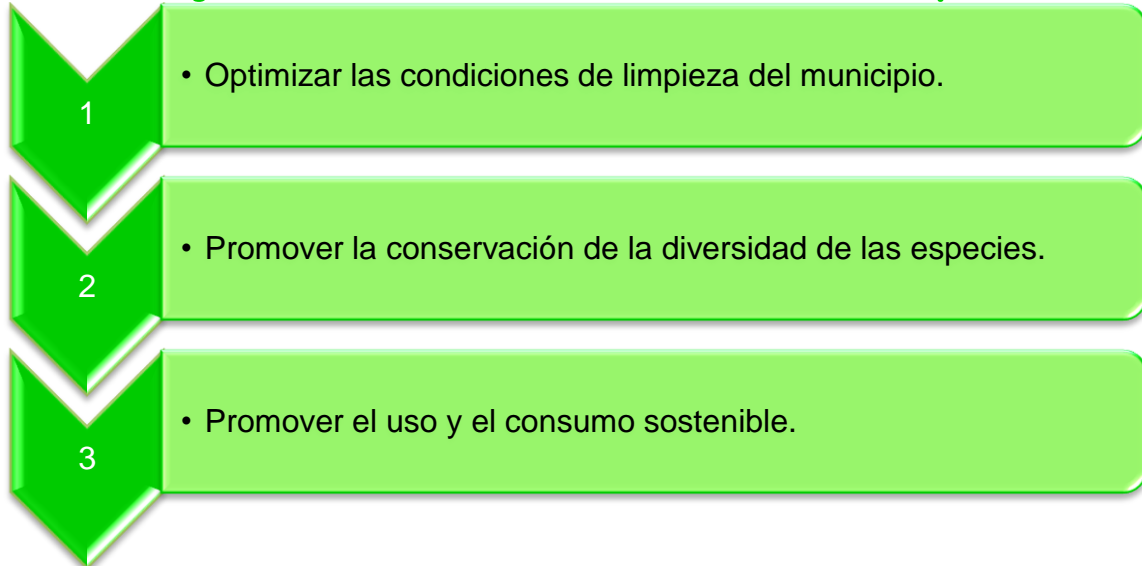 1
• Optimizar las condiciones de limpieza del municipio.
2
• Promover la conservación de la diversidad de las especies.
3
• Promover el uso y el consumo sostenible.